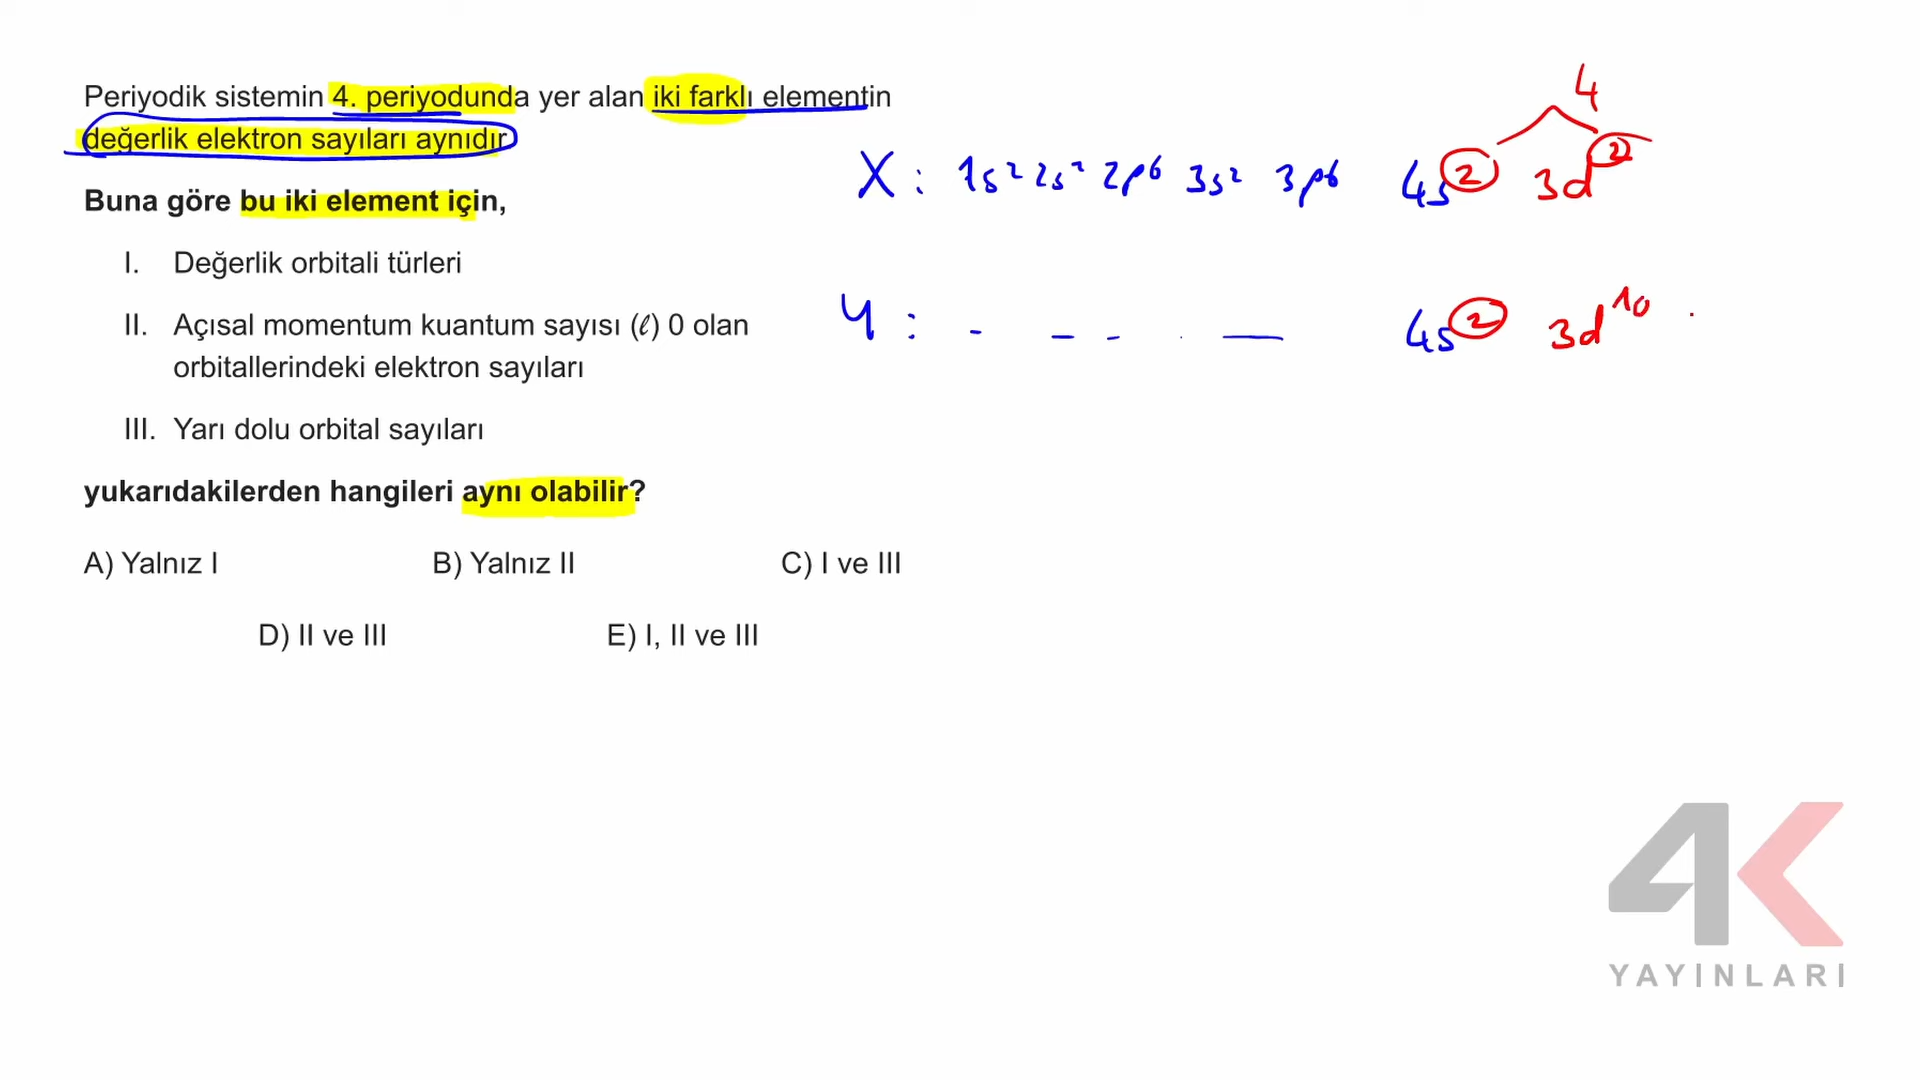 Periyodik sistemin 4. periyodunda yer alan iki farklı elementin
değerlik elektron sayıları aynıdır
Buna göre bu iki element için,
I. Değerlik orbitali türleri
II. Açısal momentum kuantum sayısı (ℓ) 0 olan
orbitallerindeki elektron sayıları
III. Yarı dolu orbital sayıları
yukarıdakilerden hangileri aynı olabilir?
A) Yalnız I B) Yalnız II C) I ve III
D) II ve III E) I, II ve III
4
X: 1s² 2s² 2p⁶ 3s² 3p⁶ 4s² 3d²
Y: 4s² 3d¹⁰
4K
YAYINLARI